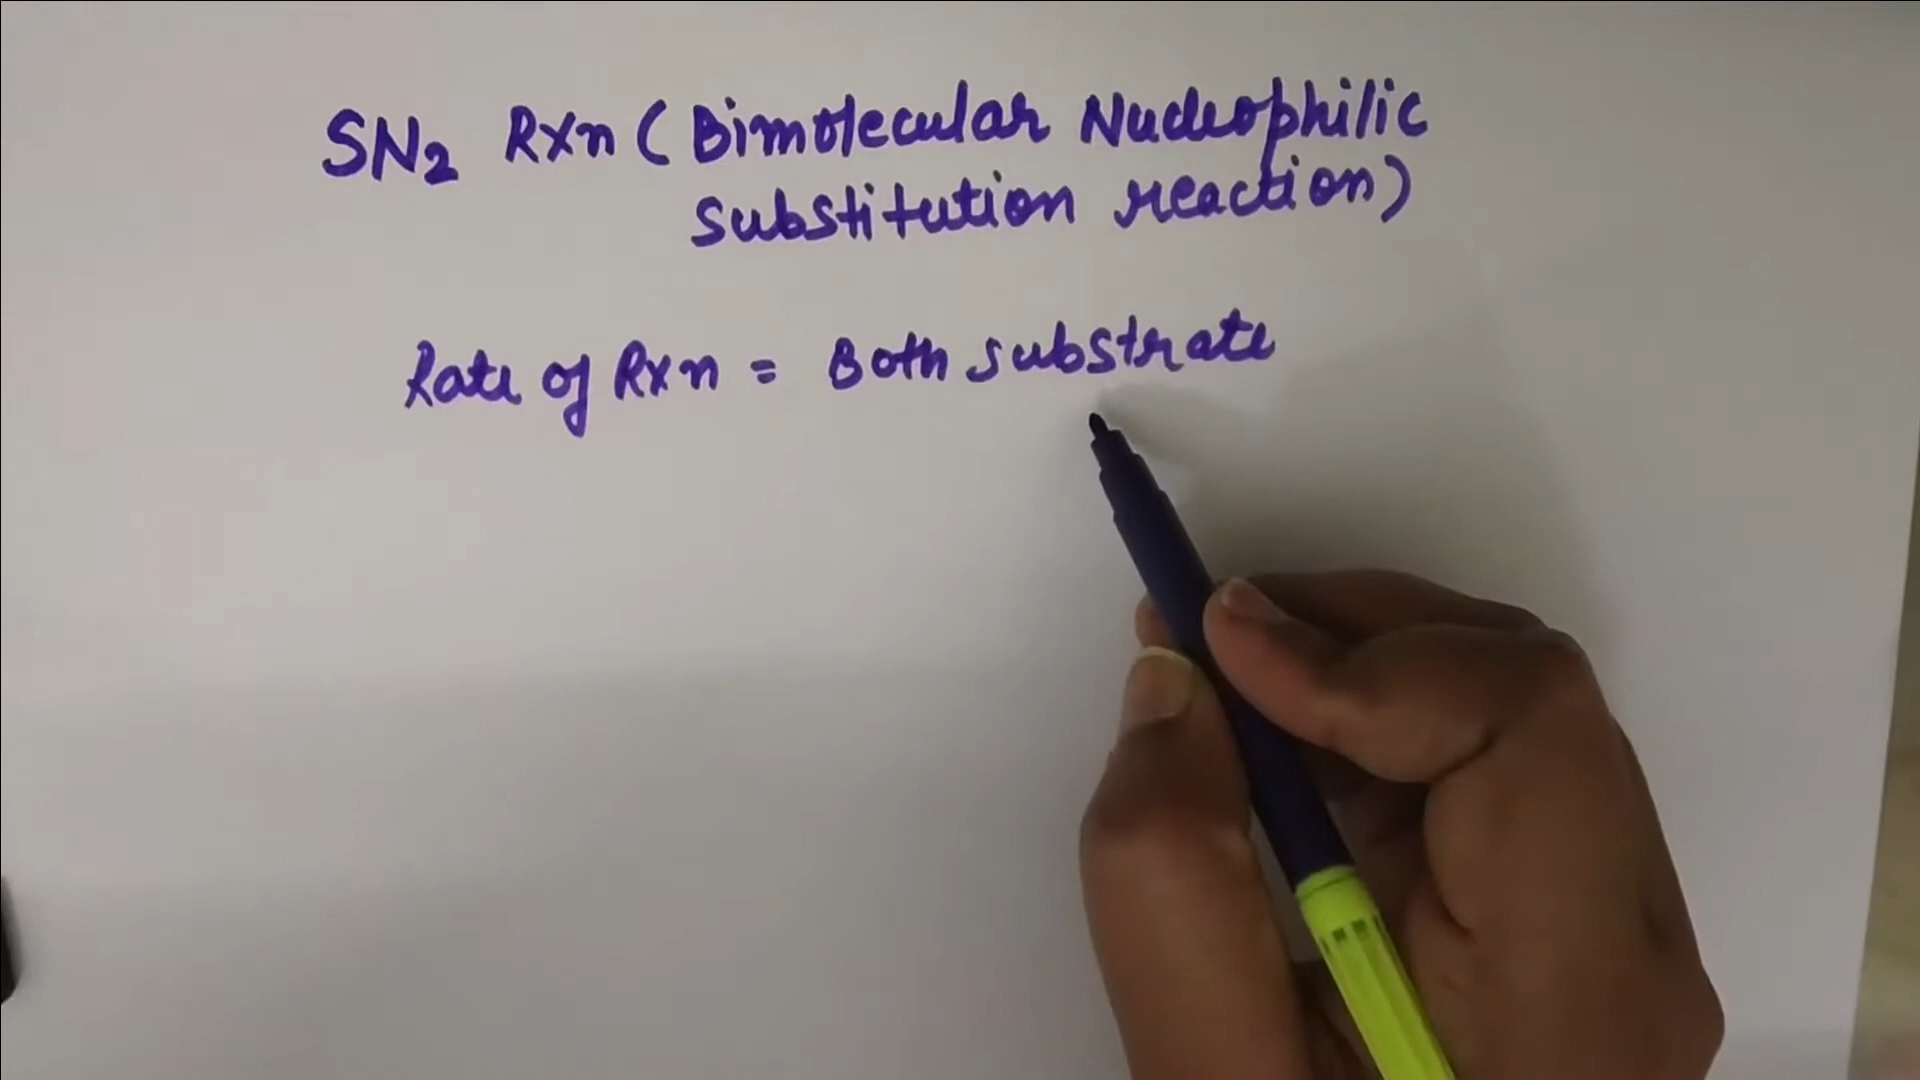 SN2 Rxn (Bimolecular Nucleophilic
substitution reaction)
Rate of Rxn = Both substrate